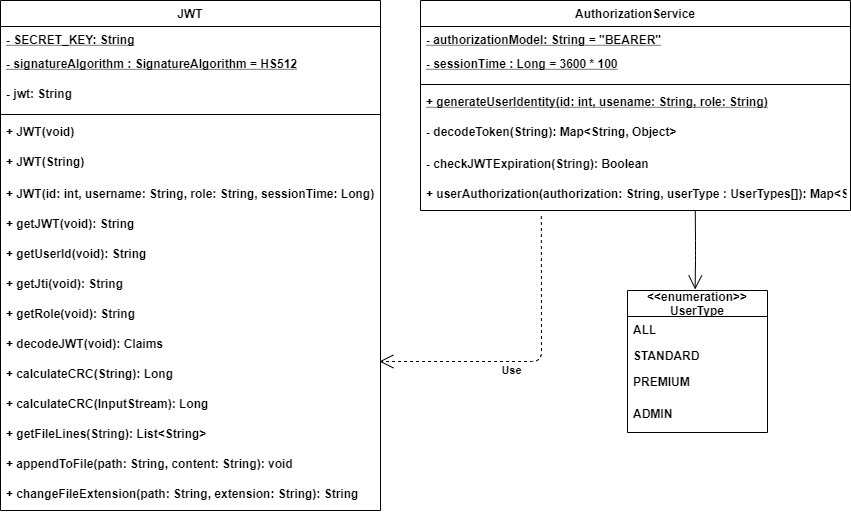 JWT
- SECRET_KEY: String
- signatureAlgorithm : SignatureAlgorithm = HS512
- jwt: String
+ JWT(void)
+ JWT(String)
+ JWT(id: int, username: String, role: String, sessionTime: Long)
+ getJWT(void): String
+ getUserId(void): String
+ getJti(void): String
+ getRole(void): String
+ decodeJWT(void): Claims
+ calculateCRC(String): Long
+ calculateCRC(InputStream): Long
+ getFileLines(String): List<String>
+ appendToFile(path: String, content: String): void
+ changeFileExtension(path: String, extension: String): String
AuthorizationService
- authorizationModel: String = "BEARER"
- sessionTime : Long = 3600 * 100
+ generateUserIdentity(id: int, usename: String, role: String)
- decodeToken(String): Map<String, Object>
- checkJWTExpiration(String): Boolean
+ userAuthorization(authorization: String, userType : UserTypes[]): Map<S
Use
<<enumeration>>
UserType
ALL
STANDARD
PREMIUM
ADMIN